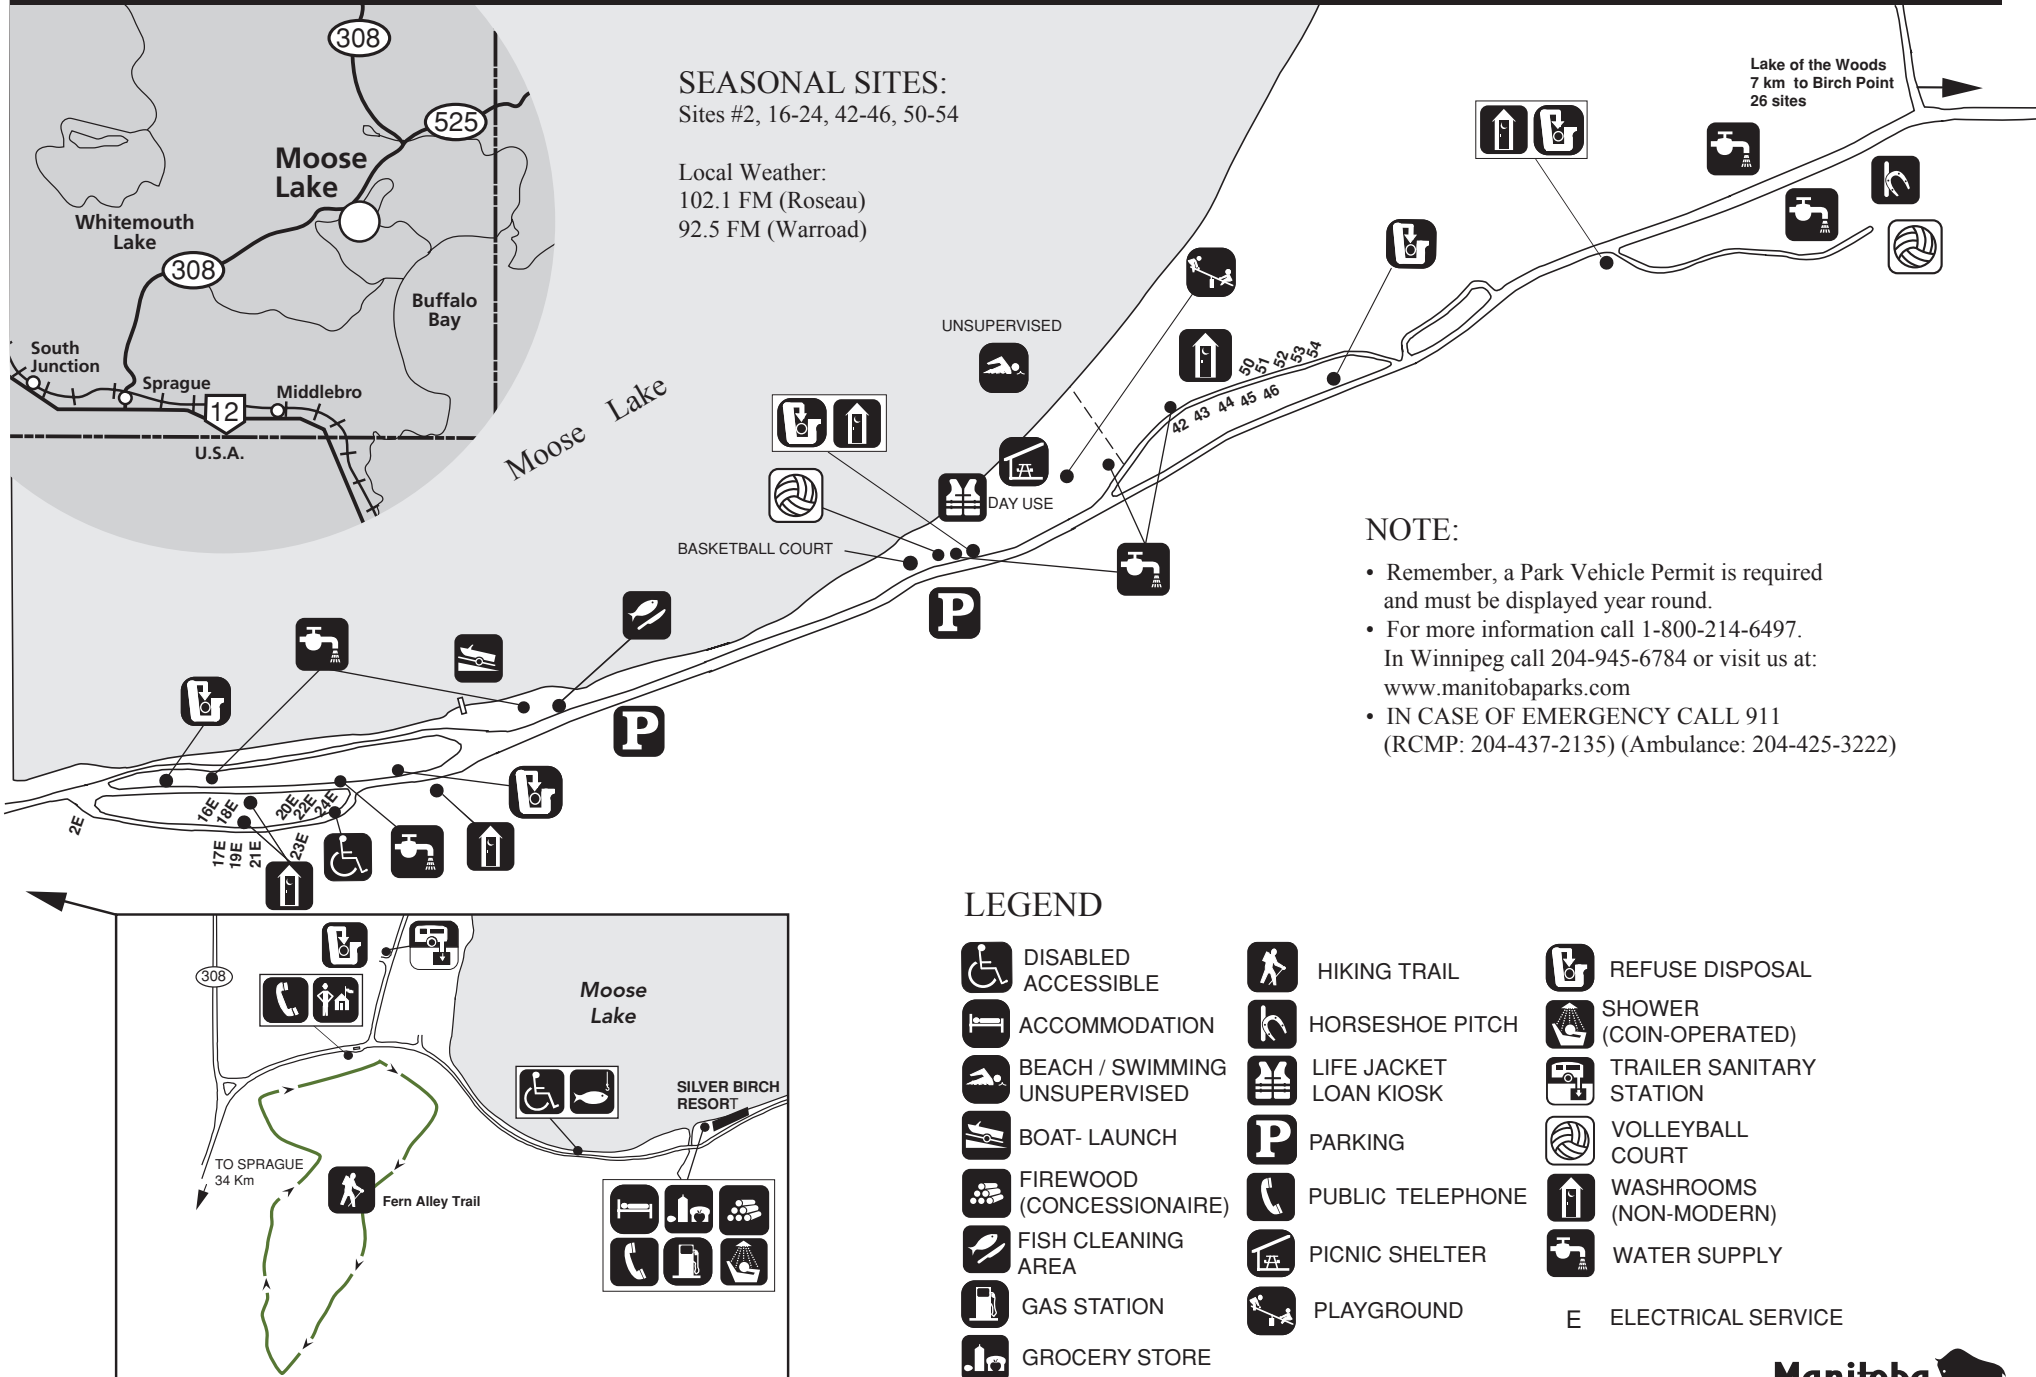 308
525
Moose
Lake
Whitemouth
Lake
308
Buffalo
Bay
South
Junction
Sprague
Middlebro
12
U.S.A.
SEASONAL SITES:
Sites #2, 16-24, 42-46, 50-54
Local Weather:
102.1 FM (Roseau)
92.5 FM (Warroad)
Lake of the Woods
7 km to Birch Point
26 sites
Moose Lake
UNSUPERVISED
50
51
52
53
54
42
43
44
45
46
DAY USE
BASKETBALL COURT
P
P
NOTE:
• Remember, a Park Vehicle Permit is required
and must be displayed year round.
• For more information call 1-800-214-6497.
In Winnipeg call 204-945-6784 or visit us at:
www.manitobaparks.com
• IN CASE OF EMERGENCY CALL 911
(RCMP: 204-437-2135) (Ambulance: 204-425-3222)
2E
16E
18E
20E
22E
24E
17E
19E
21E
23E
308
Moose
Lake
SILVER BIRCH
RESORT
TO SPRAGUE
34 Km
Fern Alley Trail
LEGEND
DISABLED
ACCESSIBLE
ACCOMMODATION
BEACH / SWIMMING
UNSUPERVISED
BOAT- LAUNCH
FIREWOOD
(CONCESSIONAIRE)
FISH CLEANING
AREA
GAS STATION
GROCERY STORE
HIKING TRAIL
HORSESHOE PITCH
LIFE JACKET
LOAN KIOSK
P PARKING
PUBLIC TELEPHONE
PICNIC SHELTER
PLAYGROUND
REFUSE DISPOSAL
SHOWER
(COIN-OPERATED)
TRAILER SANITARY
STATION
VOLLEYBALL
COURT
WASHROOMS
(NON-MODERN)
WATER SUPPLY
E ELECTRICAL SERVICE
Manitoba